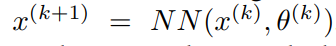 x^{(k+1)} = NN(x^{(k)}, θ^{(k)})